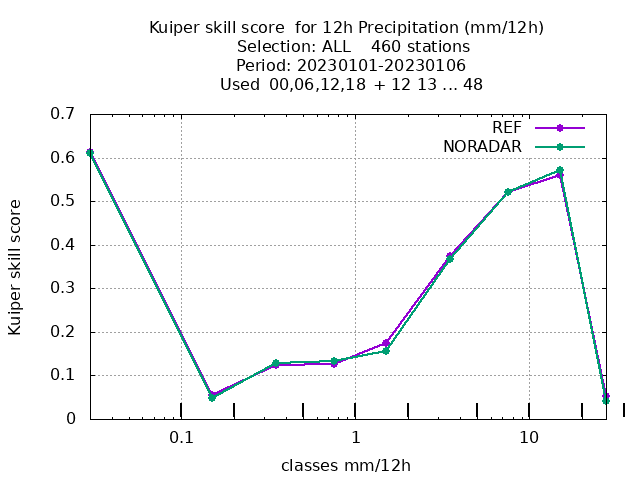 Kuiper skill score  for 12h Precipitation (mm/12h)
Selection: ALL    460 stations
Period: 20230101-20230106
Used  00,06,12,18  + 12 13 ... 48
REF
NORADAR
0.7
0.6
0.5
0.4
0.3
0.2
0.1
0
Kuiper skill score
0.1 1 10
classes mm/12h